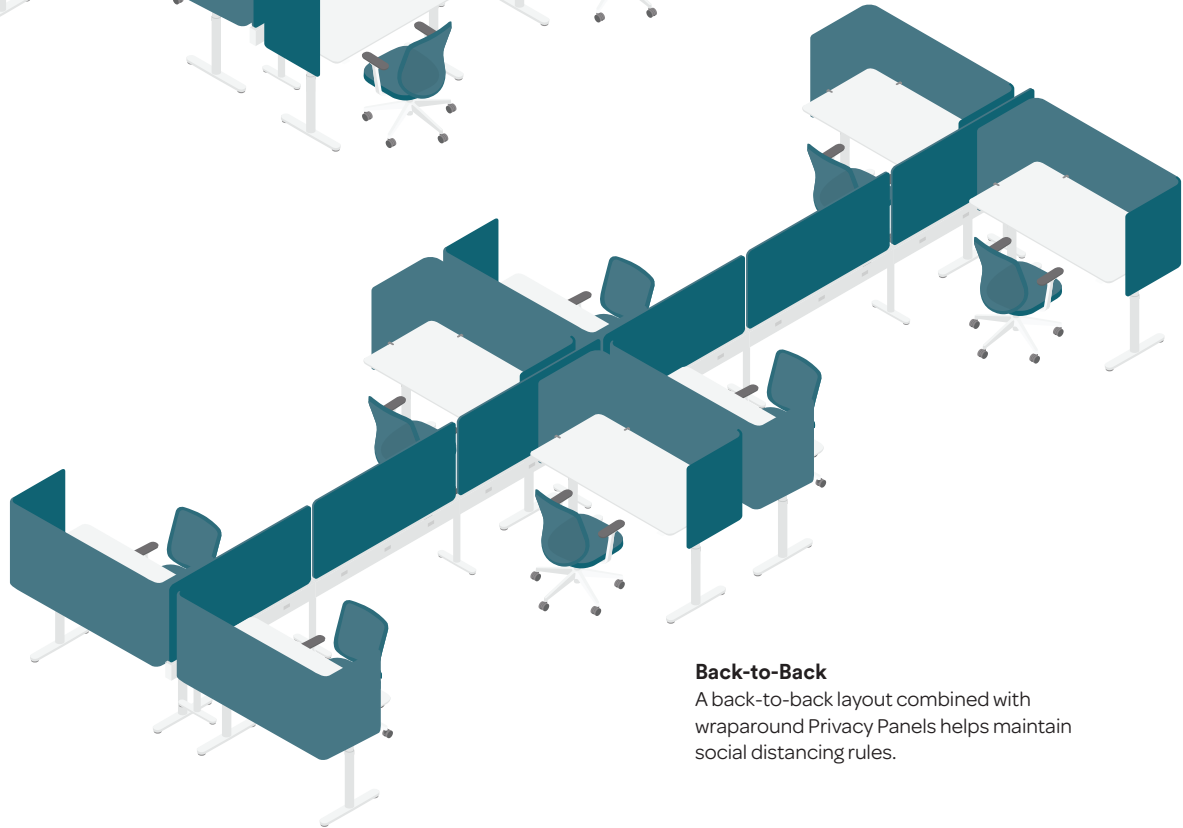 Back-to-Back
A back-to-back layout combined with
wraparound Privacy Panels helps maintain
social distancing rules.